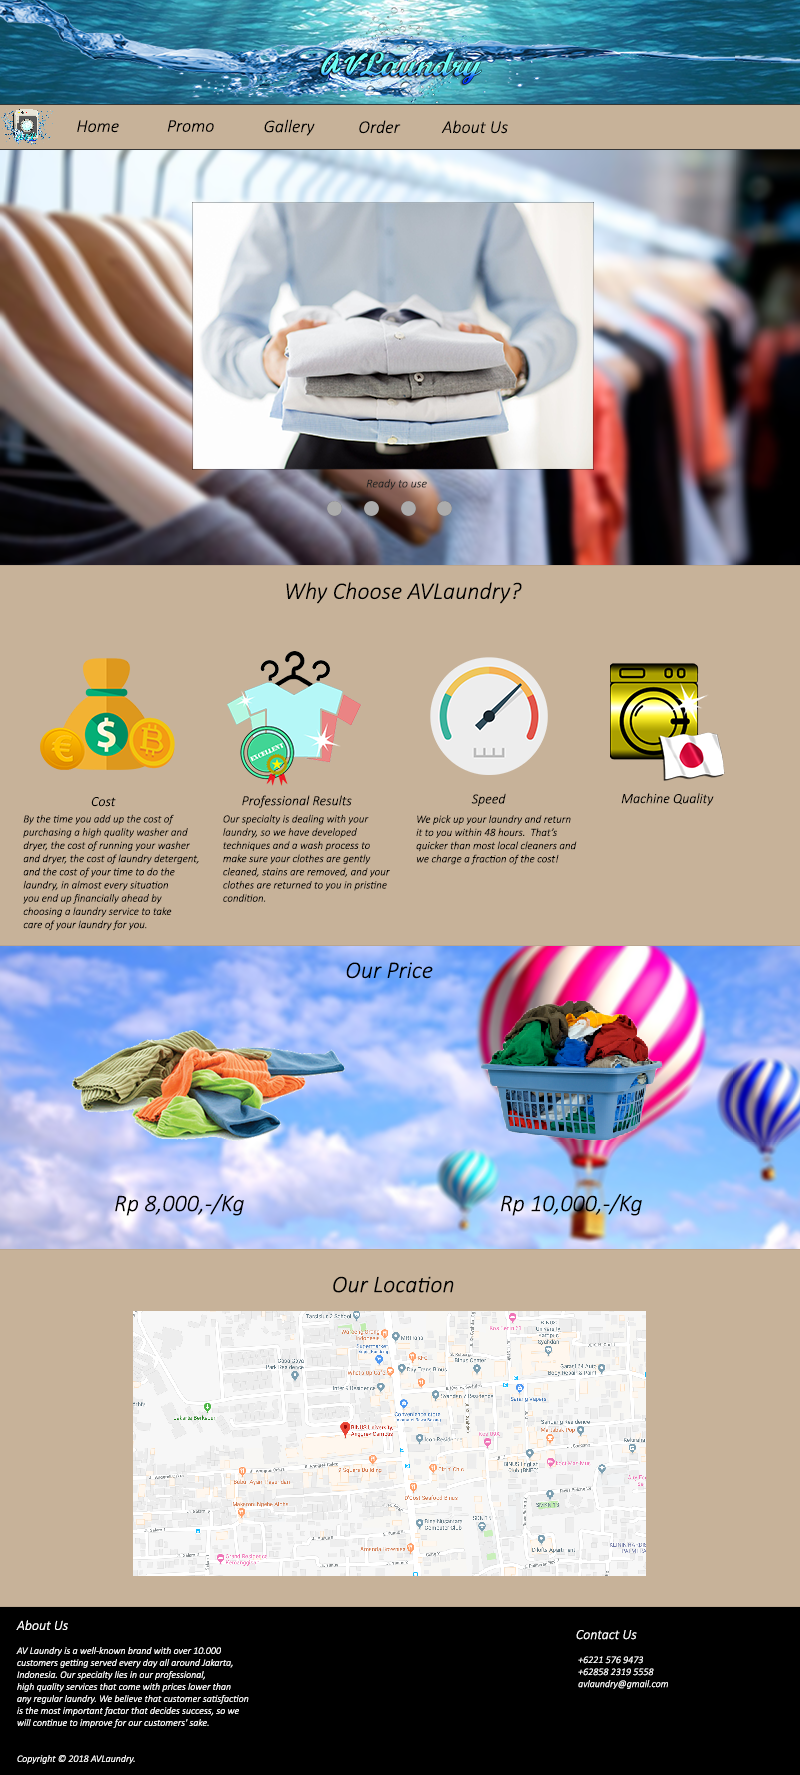 AVLaundry
Home Promo Gallery Order About Us
Ready to use
Why Choose AVLaundry?
$
€
EXCELLENT
Cost
By the time you add up the cost of
purchasing a high quality washer and
dryer, the cost of running your washer
and dryer, the cost of laundry detergent,
and the cost of your time to do the
laundry, in almost every situation
you end up financially ahead by
choosing a laundry service to take
care of your laundry for you.
Professional Results
Our specialty is dealing with your
laundry, so we have developed
techniques and a wash process to
make sure your clothes are gently
cleaned, stains are removed, and your
clothes are returned to you in pristine
condition.
Speed
We pick up your laundry and return
it to you within 48 hours. That's
quicker than most local cleaners and
we charge a fraction of the cost!
Machine Quality
Our Price
Rp 8,000,-/Kg
Rp 10,000,-/Kg
Our Location
BINUS University,
Anggrek Campus
Convenience store
D'Cost Seafood Binus
About Us
AV Laundry is a well-known brand with over 10.000
customers getting served every day all around Jakarta,
Indonesia. Our specialty lies in our professional,
high quality services that come with prices lower than
any regular laundry. We believe that customer satisfaction
is the most important factor that decides success, so we
will continue to improve for our customers' sake.
Copyright © 2018 AVLaundry.
Contact Us
+6221 576 9473
+62858 2319 5558
avlaundry@gmail.com